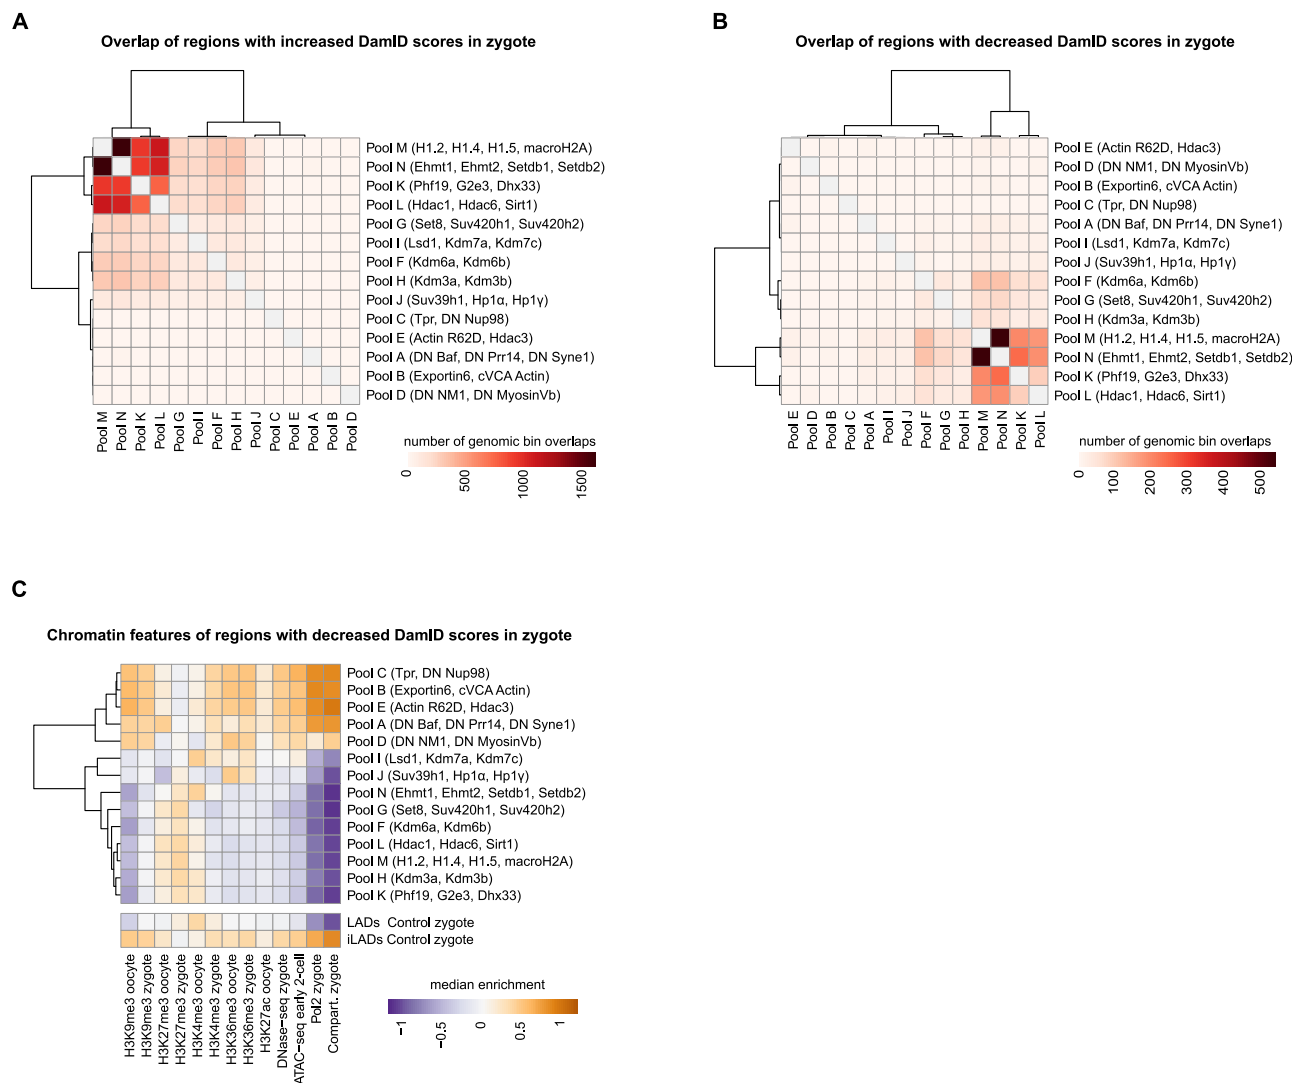 A
Overlap of regions with increased DamID scores in zygote
Pool M (H1.2, H1.4, H1.5, macroH2A)
Pool N (Ehmt1, Ehmt2, Setdb1, Setdb2)
Pool K (Phf19, G2e3, Dhx33)
Pool L (Hdac1, Hdac6, Sirt1)
Pool G (Set8, Suv420h1, Suv420h2)
Pool I (Lsd1, Kdm7a, Kdm7c)
Pool F (Kdm6a, Kdm6b)
Pool H (Kdm3a, Kdm3b)
Pool J (Suv39h1, Hp1α, Hp1γ)
Pool C (Tpr, DN Nup98)
Pool E (Actin R62D, Hdac3)
Pool A (DN Baf, DN Prr14, DN Syne1)
Pool B (Exportin6, cVCA Actin)
Pool D (DN NM1, DN MyosinVb)
Pool M
Pool N
Pool K
Pool L
Pool G
Pool I
Pool F
Pool H
Pool J
Pool C
Pool E
Pool A
Pool B
Pool D
number of genomic bin overlaps
0
500
1000
1500
B
Overlap of regions with decreased DamID scores in zygote
Pool E (Actin R62D, Hdac3)
Pool D (DN NM1, DN MyosinVb)
Pool B (Exportin6, cVCA Actin)
Pool C (Tpr, DN Nup98)
Pool A (DN Baf, DN Prr14, DN Syne1)
Pool I (Lsd1, Kdm7a, Kdm7c)
Pool J (Suv39h1, Hp1α, Hp1γ)
Pool F (Kdm6a, Kdm6b)
Pool G (Set8, Suv420h1, Suv420h2)
Pool H (Kdm3a, Kdm3b)
Pool M (H1.2, H1.4, H1.5, macroH2A)
Pool N (Ehmt1, Ehmt2, Setdb1, Setdb2)
Pool K (Phf19, G2e3, Dhx33)
Pool L (Hdac1, Hdac6, Sirt1)
Pool E
Pool D
Pool B
Pool C
Pool A
Pool I
Pool J
Pool F
Pool G
Pool H
Pool M
Pool N
Pool K
Pool L
number of genomic bin overlaps
0
100
200
300
400
500
C
Chromatin features of regions with decreased DamID scores in zygote
Pool C (Tpr, DN Nup98)
Pool B (Exportin6, cVCA Actin)
Pool E (Actin R62D, Hdac3)
Pool A (DN Baf, DN Prr14, DN Syne1)
Pool D (DN NM1, DN MyosinVb)
Pool I (Lsd1, Kdm7a, Kdm7c)
Pool J (Suv39h1, Hp1α, Hp1γ)
Pool N (Ehmt1, Ehmt2, Setdb1, Setdb2)
Pool G (Set8, Suv420h1, Suv420h2)
Pool F (Kdm6a, Kdm6b)
Pool L (Hdac1, Hdac6, Sirt1)
Pool M (H1.2, H1.4, H1.5, macroH2A)
Pool H (Kdm3a, Kdm3b)
Pool K (Phf19, G2e3, Dhx33)
LADs Control zygote
iLADs Control zygote
H3K9me3 oocyte
H3K9me3 zygote
H3K27me3 oocyte
H3K27me3 zygote
H3K4me3 oocyte
H3K4me3 zygote
H3K36me3 oocyte
H3K36me3 zygote
H3K27ac oocyte
DNase−seq zygote
ATAC−seq early 2−cell
Pol2 zygote
Compart. zygote
median enrichment
−1
−0.5
0
0.5
1